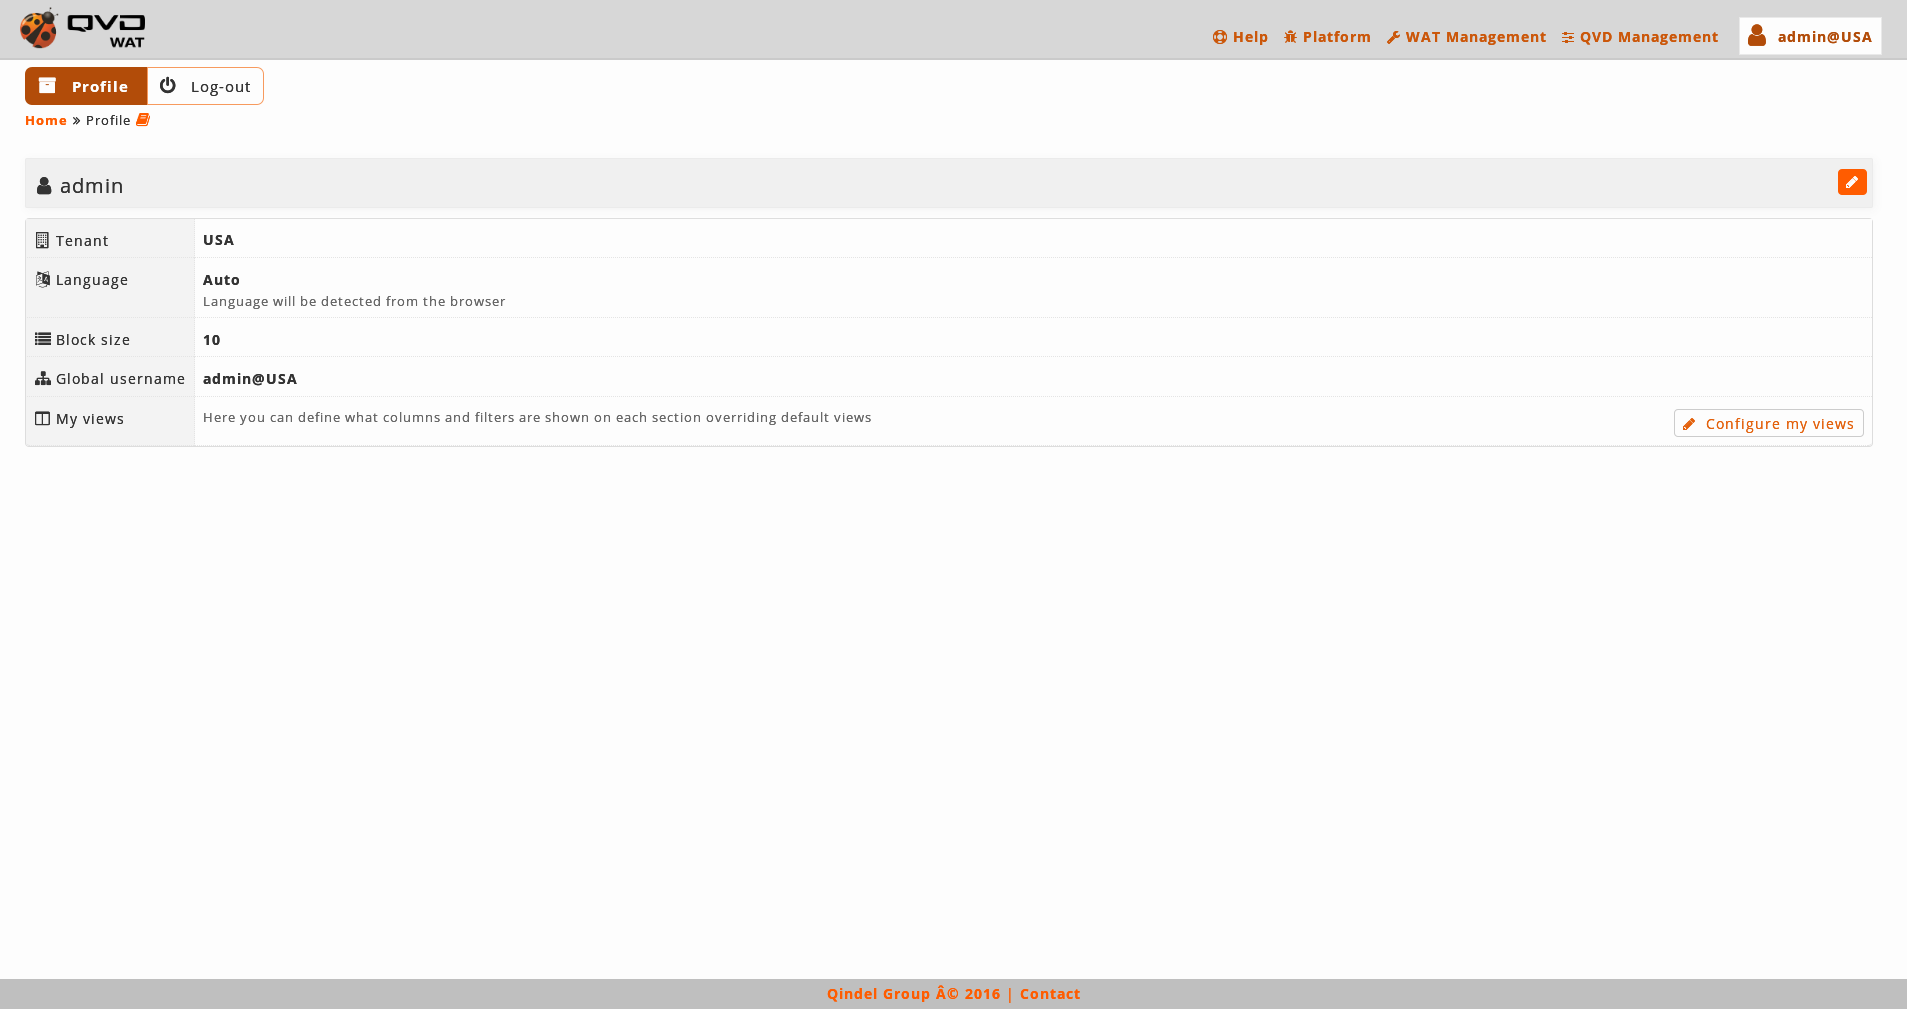 QVD
WAT
Help Platform WAT Management QVD Management admin@USA
Profile Log-out
Home » Profile
admin
Tenant USA
Language Auto
Language will be detected from the browser
Block size 10
Global username admin@USA
My views Here you can define what columns and filters are shown on each section overriding default views Configure my views
Qindel Group Â© 2016 | Contact